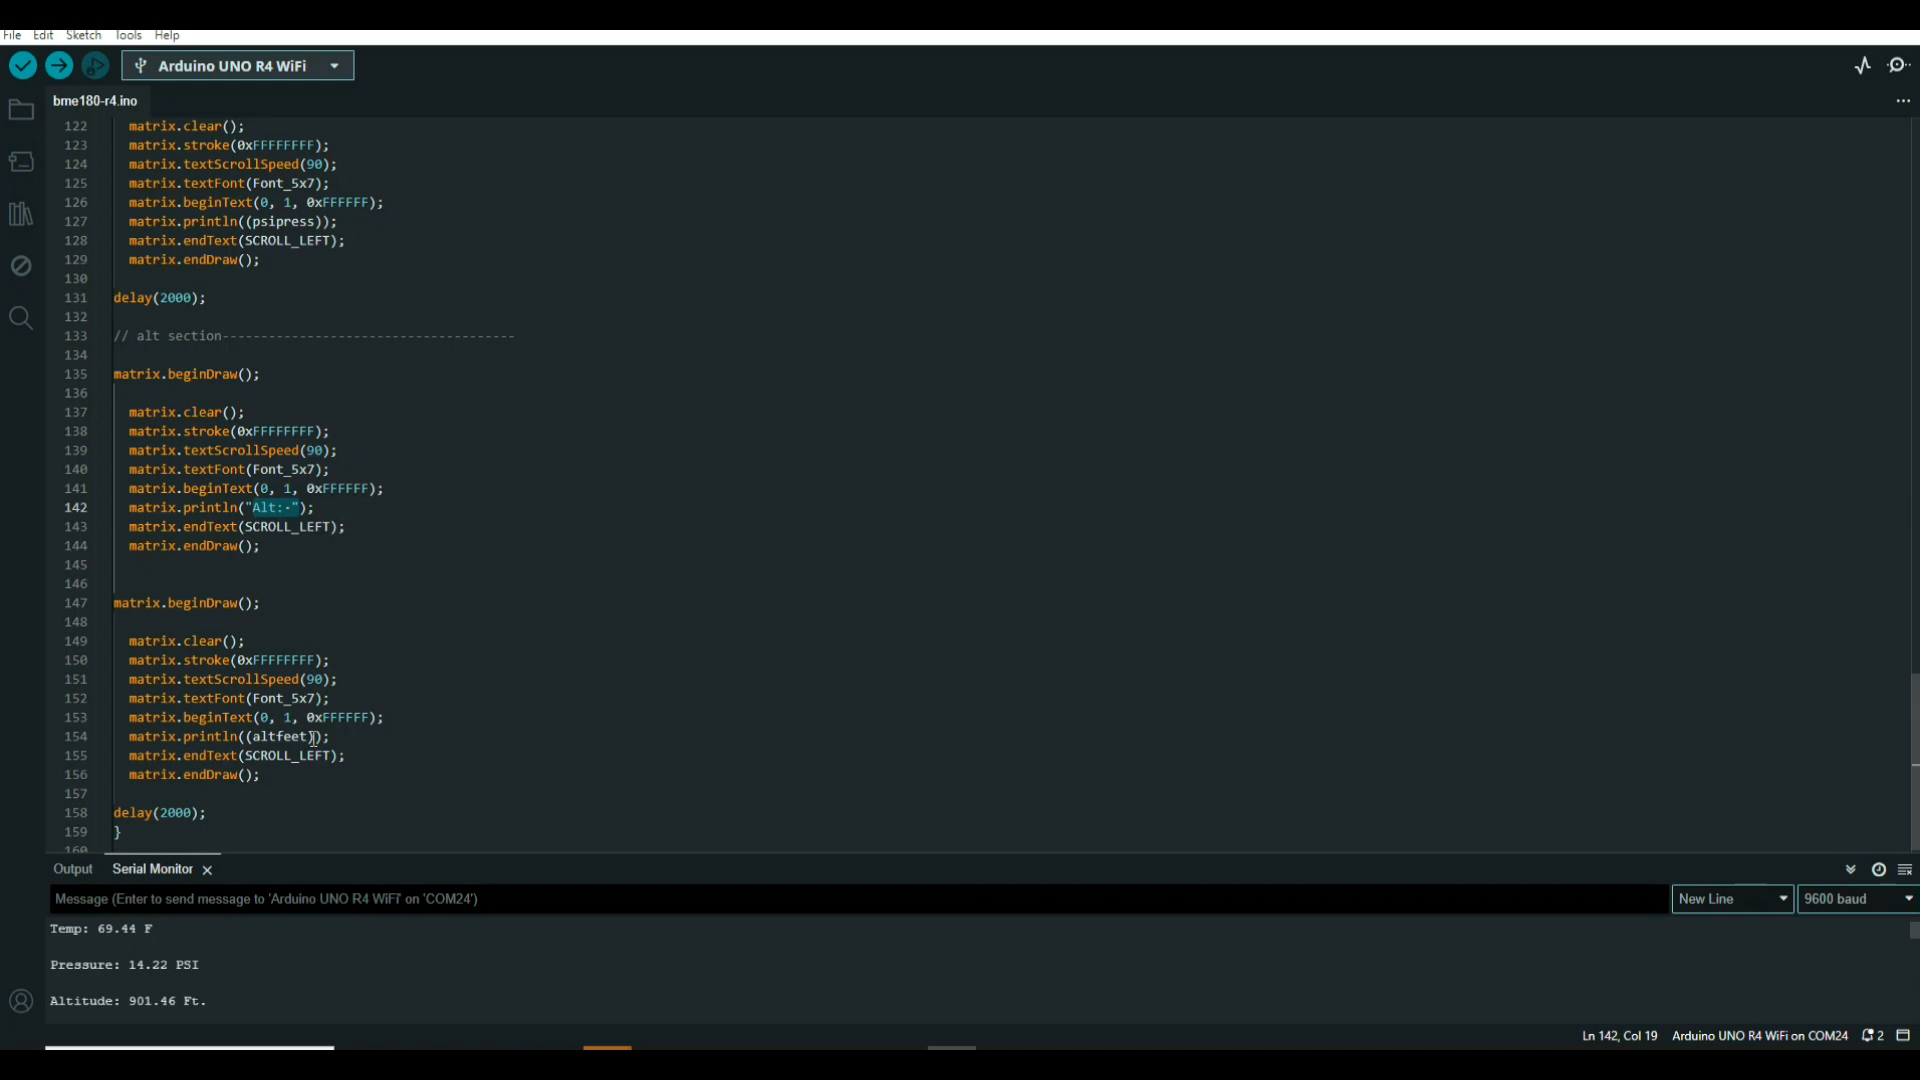 File Edit Sketch Tools Help
Arduino UNO R4 WiFi
bme180-r4.ino
122 matrix.clear();
123 matrix.stroke(0xFFFFFFFF);
124 matrix.textScrollSpeed(90);
125 matrix.textFont(Font_5x7);
126 matrix.beginText(0, 1, 0xFFFFFF);
127 matrix.println((psipress));
128 matrix.endText(SCROLL_LEFT);
129 matrix.endDraw();
130
131 delay(2000);
132
133 // alt section--------------------------------------
134
135 matrix.beginDraw();
136
137 matrix.clear();
138 matrix.stroke(0xFFFFFFFF);
139 matrix.textScrollSpeed(90);
140 matrix.textFont(Font_5x7);
141 matrix.beginText(0, 1, 0xFFFFFF);
142 matrix.println("Alt:·");
143 matrix.endText(SCROLL_LEFT);
144 matrix.endDraw();
145
146
147 matrix.beginDraw();
148
149 matrix.clear();
150 matrix.stroke(0xFFFFFFFF);
151 matrix.textScrollSpeed(90);
152 matrix.textFont(Font_5x7);
153 matrix.beginText(0, 1, 0xFFFFFF);
154 matrix.println((altfeet));
155 matrix.endText(SCROLL_LEFT);
156 matrix.endDraw();
157
158 delay(2000);
159 }
160
Output Serial Monitor
Message (Enter to send message to 'Arduino UNO R4 WiFi' on 'COM24') New Line 9600 baud
Temp: 69.44 F
Pressure: 14.22 PSI
Altitude: 901.46 Ft.
Ln 142, Col 19 Arduino UNO R4 WiFi on COM24 2